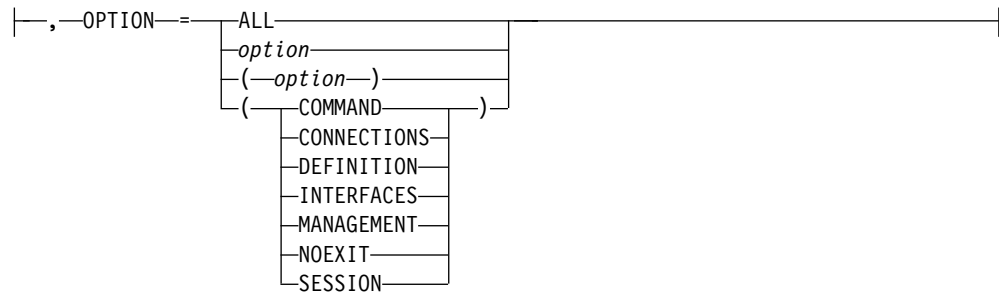 , OPTION = ALL
option
( option )
( COMMAND )
CONNECTIONS
DEFINITION
INTERFACES
MANAGEMENT
NOEXIT
SESSION